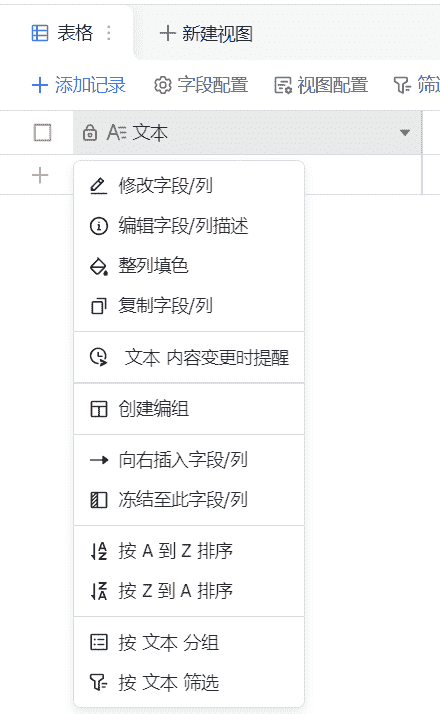 表格 新建视图
添加记录 字段配置 视图配置 筛选
文本
修改字段/列
编辑字段/列描述
整列填色
复制字段/列
文本 内容变更时提醒
创建编组
向右插入字段/列
冻结至此字段/列
按 A 到 Z 排序
按 Z 到 A 排序
按 文本 分组
按 文本 筛选